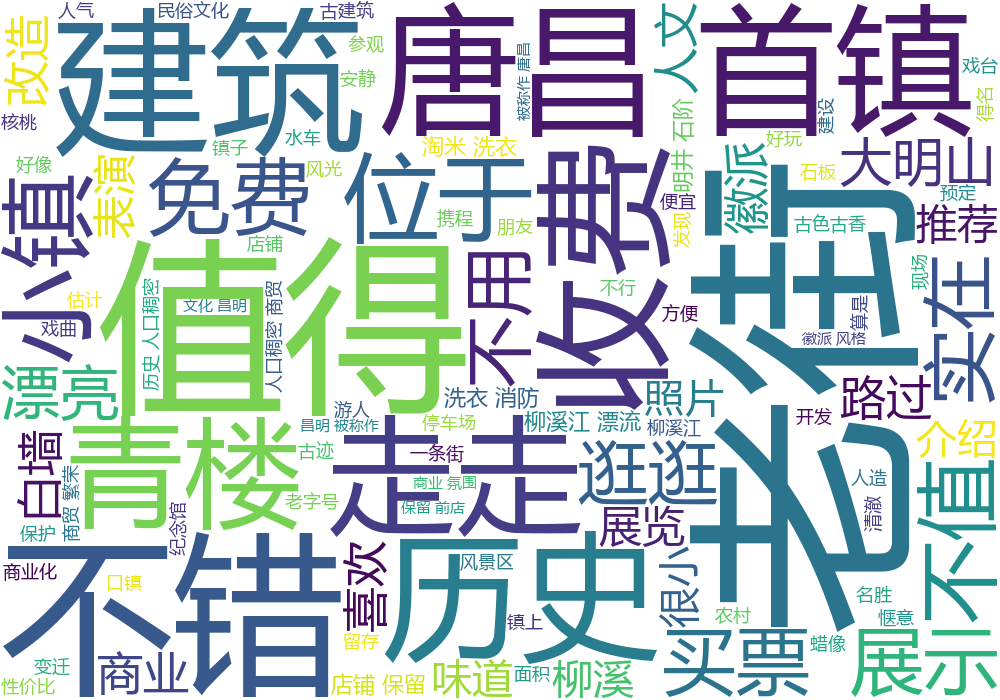 人气
民俗文化
古建筑
改造
建筑
参观
安静
被称作 唐昌
唐昌
人文
首镇
戏台
得名
核桃
好像
镇子
水车
淘米 洗衣
石阶
明井
好玩
建设
大明山
表演
免费
风光
位于
收费
便宜
徽派
石板
预定
小镇
携程
朋友
发现
古色古香
推荐
店铺
值得
不用
老街
现场
实在
估计
戏曲
历史 人口稠密
文化 昌明
人口稠密 商贸
不行
方便
算是
徽派 风格
漂亮
游人
洗衣 消防
照片
路过
昌明 被称作
停车场
柳溪江 漂流
柳溪江
开发
介绍
白墙
青楼
古迹
走走
一条街
逛逛
商贸 繁荣
老字号
商业 氛围
保留 前店
人造
清澈
不值
保护
纪念馆
展览
商业化
不错
口镇
喜欢
历史
风景区
很小
名胜
惬意
农村
镇上
留存
买票
蜡像
展示
变迁
商业
性价比
店铺 保留
味道
面积
柳溪